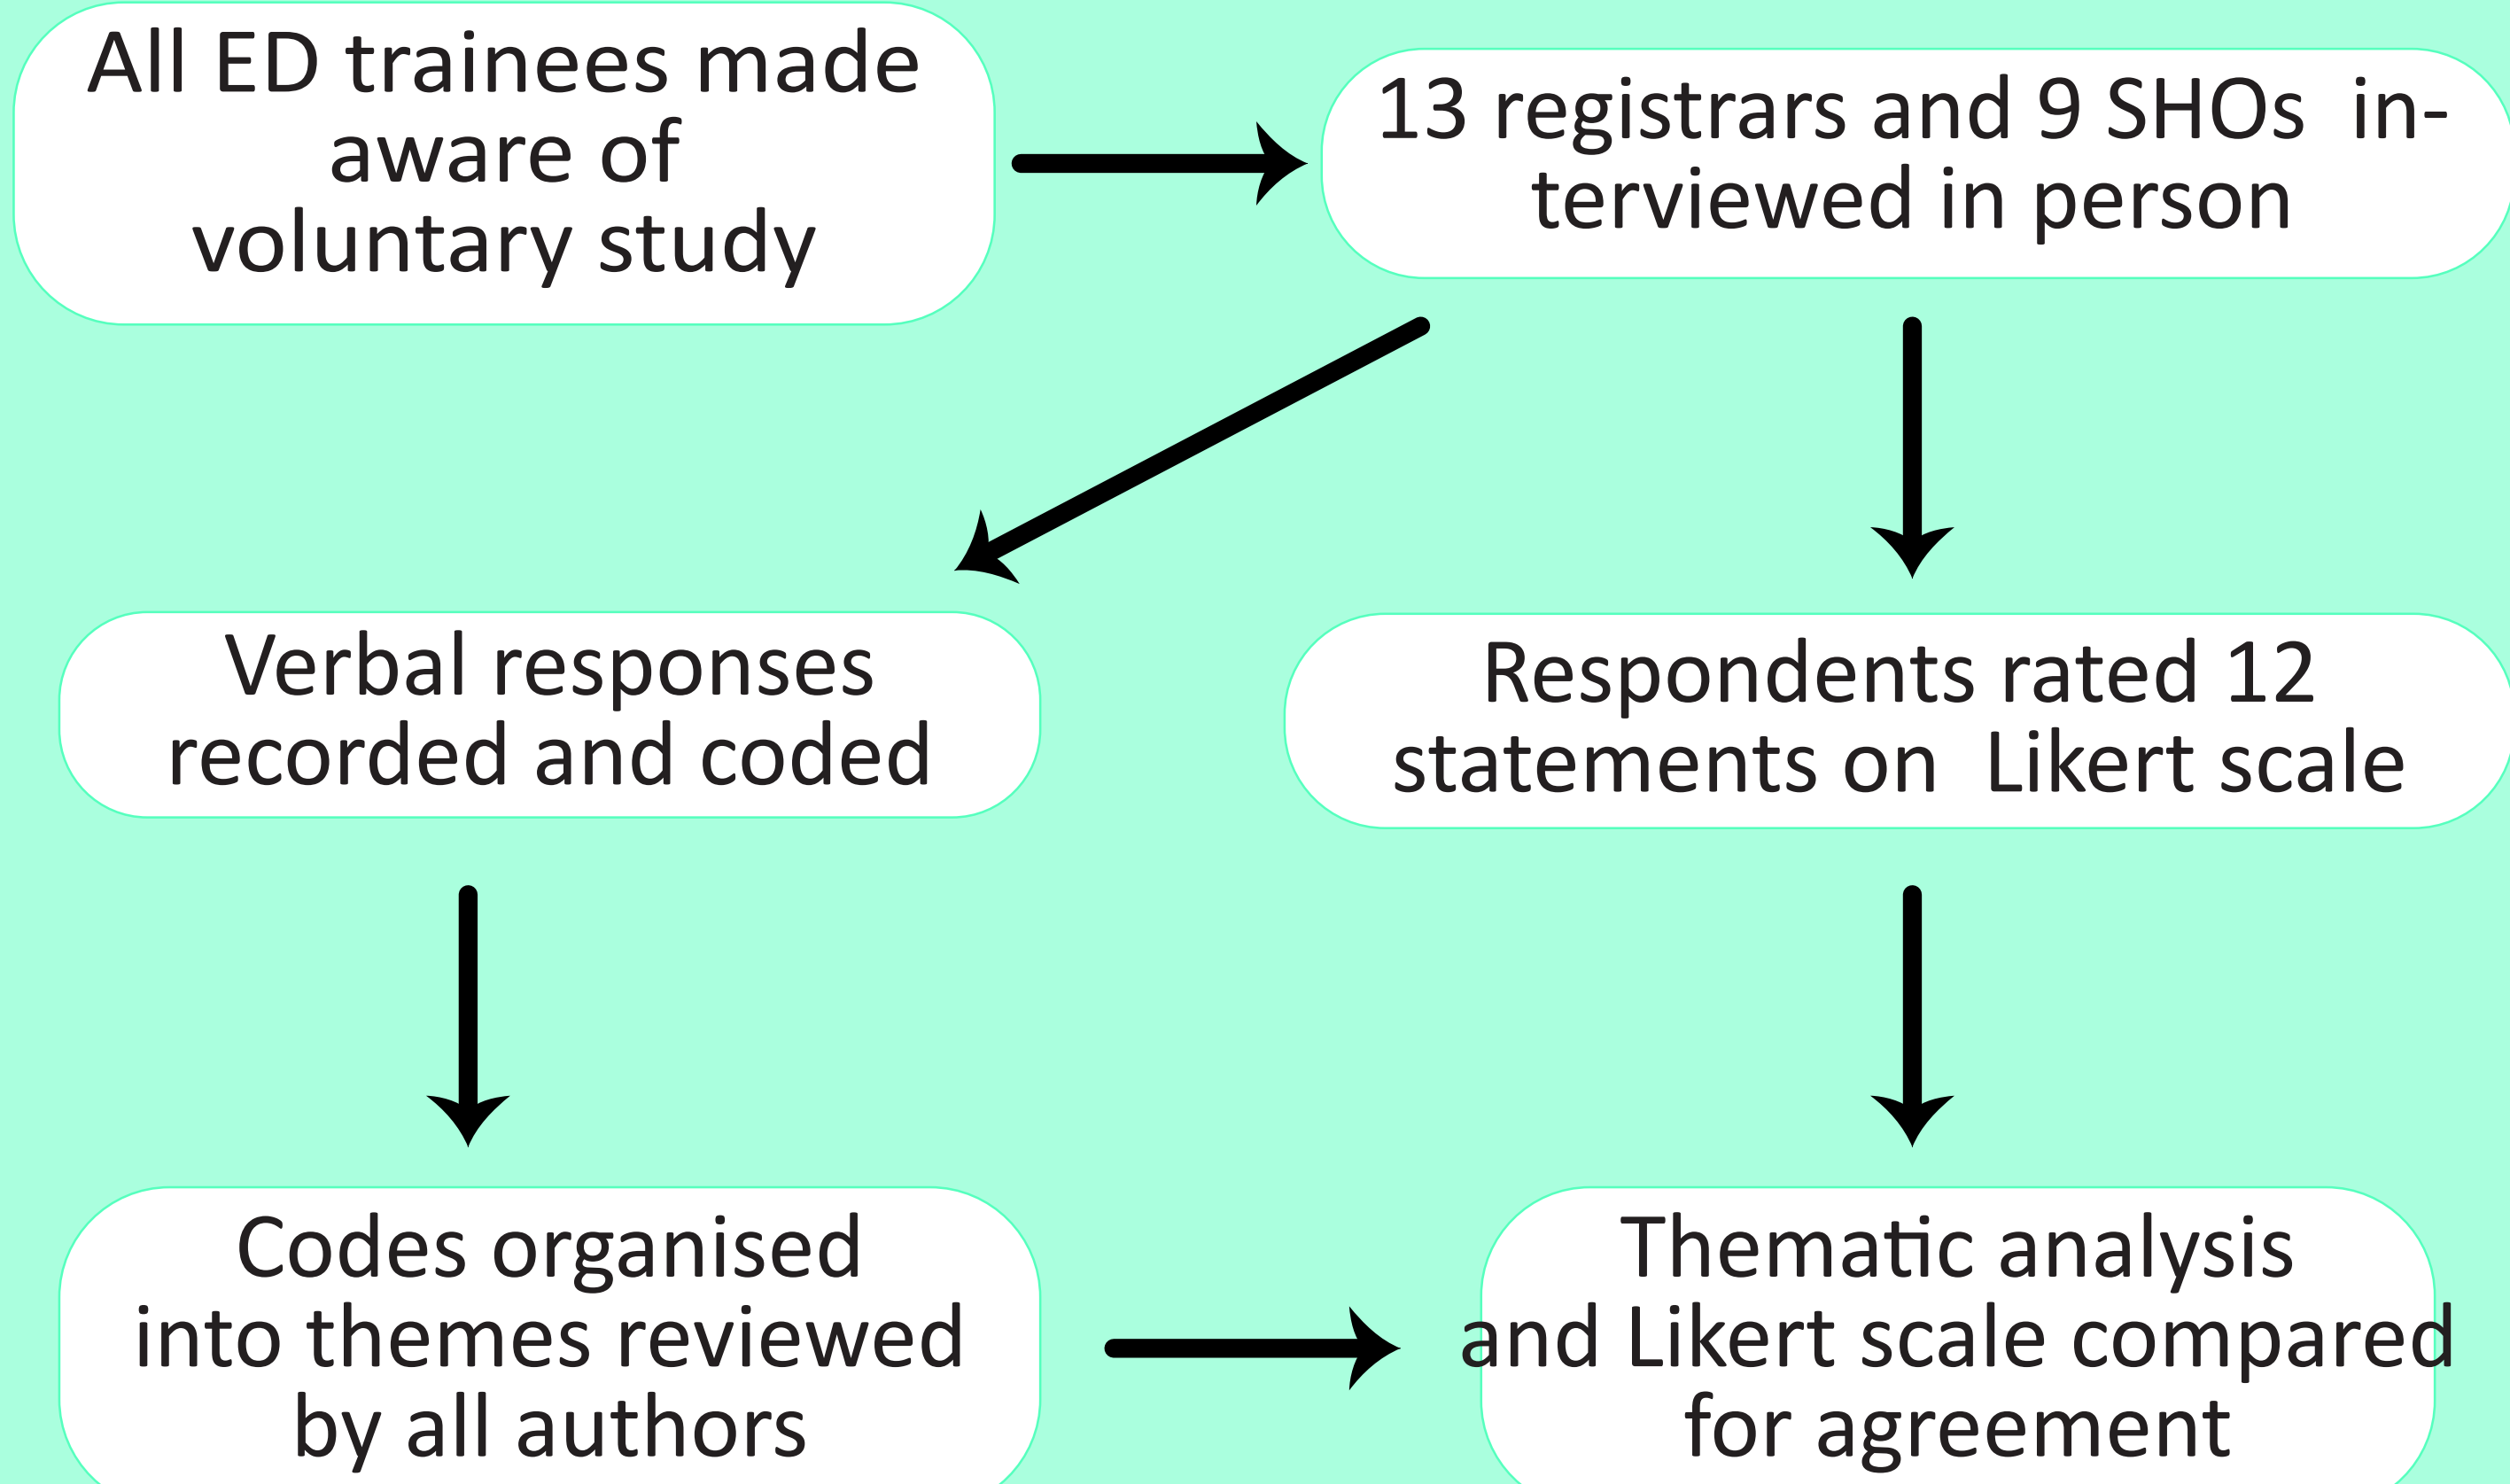 All ED trainees made
aware of
voluntary study
13 registrars and 9 SHOs in-
terviewed in person
Verbal responses
recorded and coded
Respondents rated 12
statements on Likert scale
Codes organised
into themes reviewed
by all authors
Thematic analysis
and Likert scale compared
for agreement